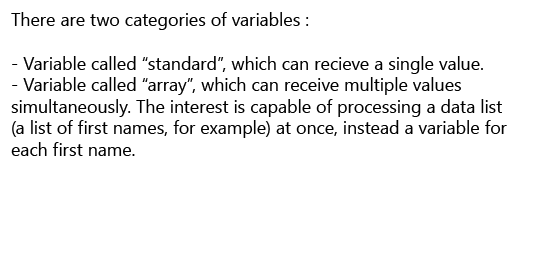 There are two categories of variables :
- Variable called “standard”, which can recieve a single value.
- Variable called “array”, which can receive multiple values
simultaneously. The interest is capable of processing a data list
(a list of first names, for example) at once, instead a variable for
each first name.